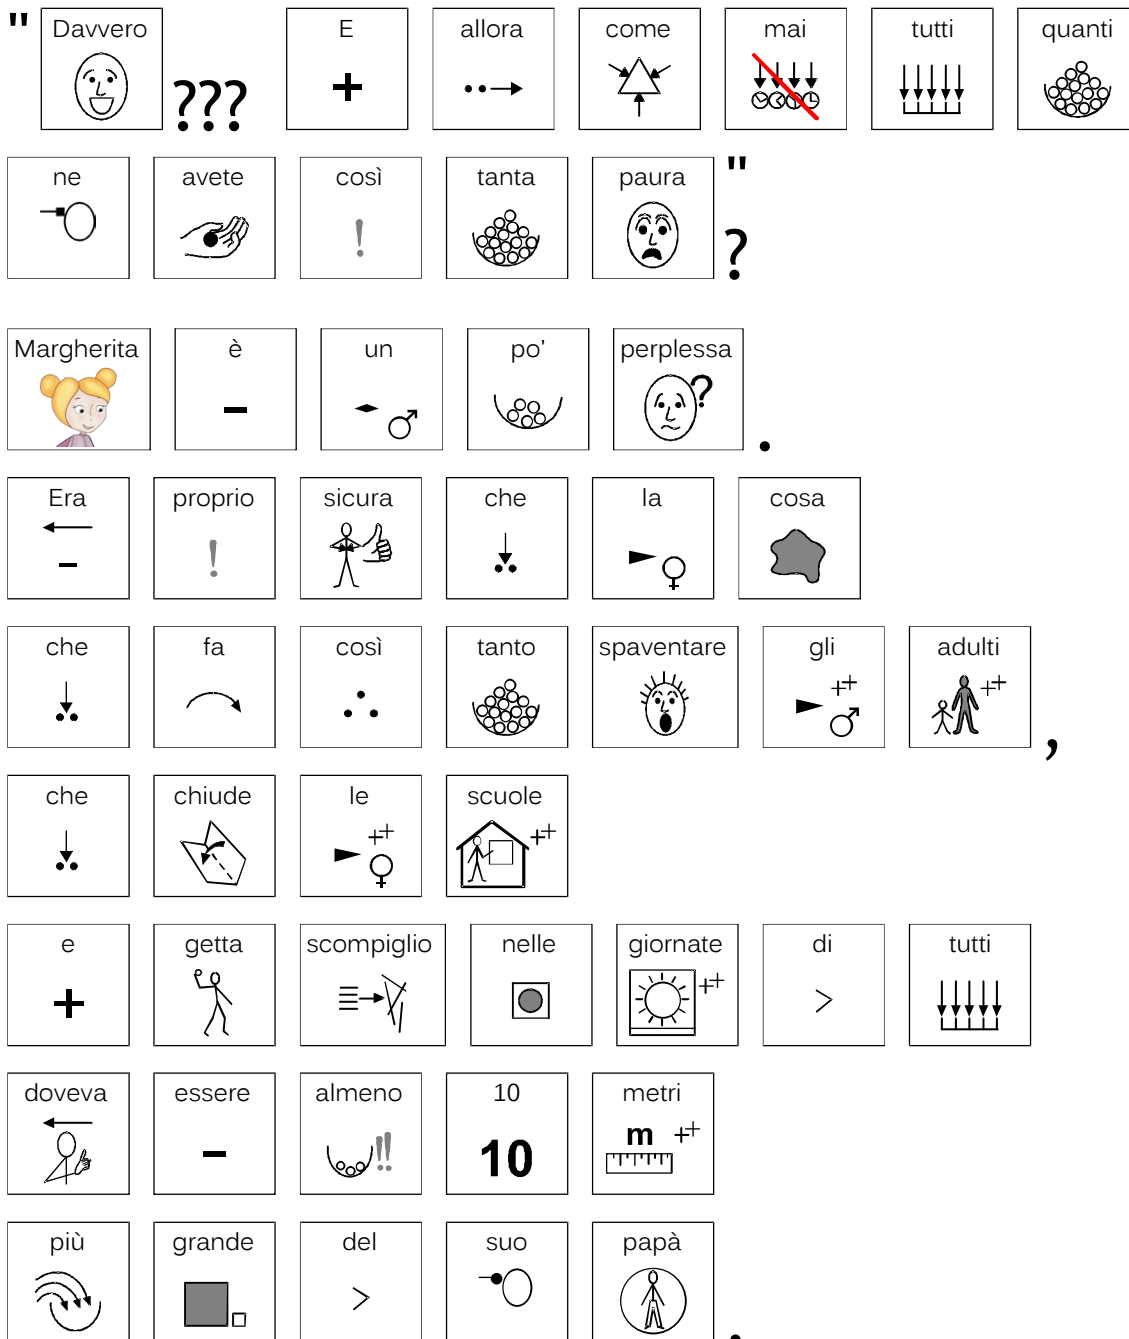 " Davvero ??? E allora come mai tutti quanti
ne avete così tanta paura "?
Margherita è un po' perplessa .
Era proprio sicura che la cosa
che fa così tanto spaventare gli adulti ,
che chiude le scuole
e getta scompiglio nelle giornate di tutti
doveva essere almeno 10 metri
10 m
più grande del suo papà .